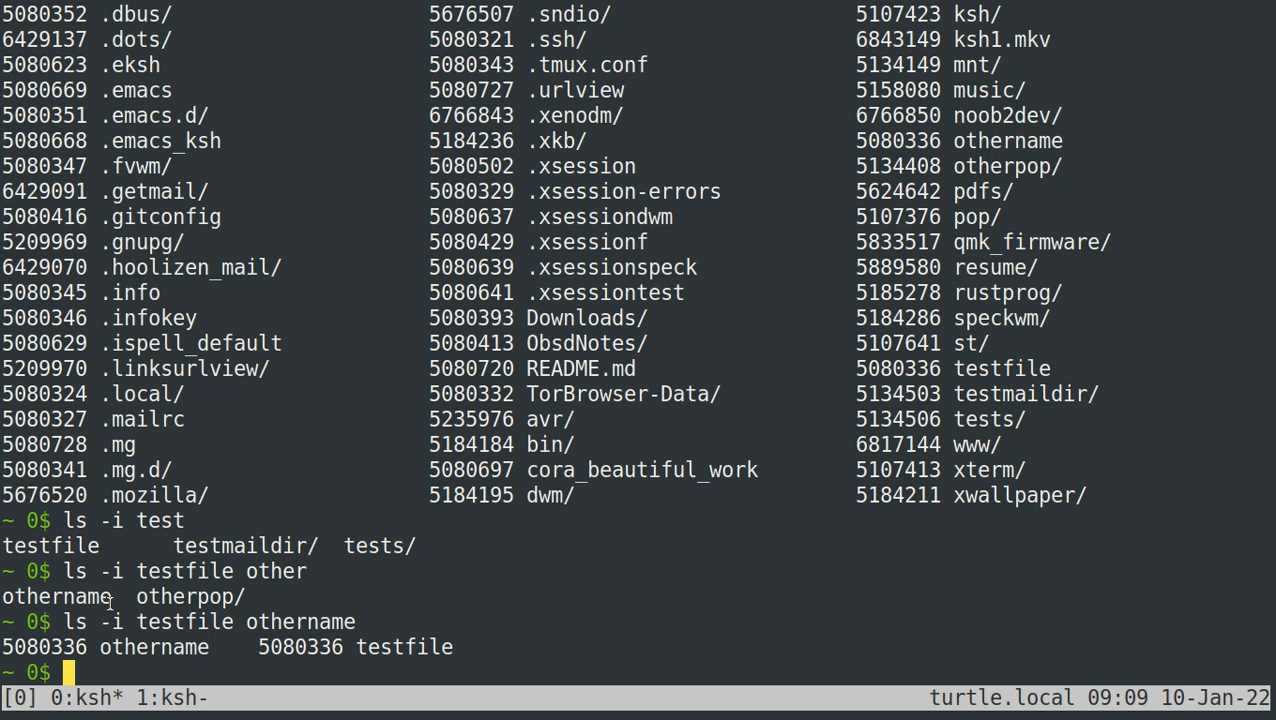 5080352 .dbus/ 5676507 .sndio/ 5107423 ksh/
6429137 .dots/ 5080321 .ssh/ 6843149 ksh1.mkv
5080623 .eksh 5080343 .tmux.conf 5134149 mnt/
5080669 .emacs 5080727 .urlview 5158080 music/
5080351 .emacs.d/ 6766843 .xenodm/ 6766850 noob2dev/
5080668 .emacs_ksh 5184236 .xkb/ 5080336 othername
5080347 .fvwm/ 5080502 .xsession 5134408 otherpop/
6429091 .getmail/ 5080329 .xsession-errors 5624642 pdfs/
5080416 .gitconfig 5080637 .xsessiondwm 5107376 pop/
5209969 .gnupg/ 5080429 .xsessionf 5833517 qmk_firmware/
6429070 .hoolizen_mail/ 5080639 .xsessionspeck 5889580 resume/
5080345 .info 5080641 .xsessiontest 5185278 rustprog/
5080346 .infokey 5080393 Downloads/ 5184286 speckwm/
5080629 .ispell_default 5080413 ObsdNotes/ 5107641 st/
5209970 .linksurlview/ 5080720 README.md 5080336 testfile
5080324 .local/ 5080332 TorBrowser-Data/ 5134503 testmaildir/
5080327 .mailrc 5235976 avr/ 5134506 tests/
5080728 .mg 5184184 bin/ 6817144 www/
5080341 .mg.d/ 5080697 cora_beautiful_work 5107413 xterm/
5676520 .mozilla/ 5184195 dwm/ 5184211 xwallpaper/
~ 0$ ls -i test
testfile testmaildir/ tests/
~ 0$ ls -i testfile other
othername otherpop/
~ 0$ ls -i testfile othername
5080336 othername 5080336 testfile
~ 0$
[0] 0:ksh* 1:ksh- turtle.local 09:09 10-Jan-22